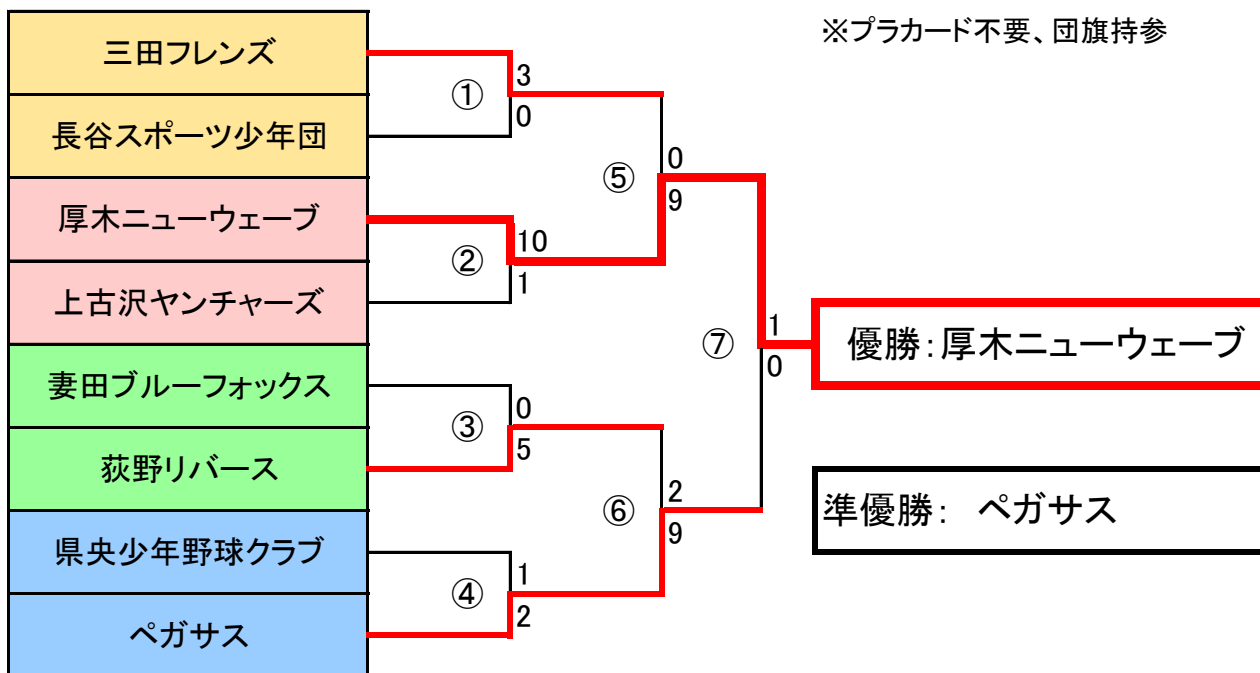 ※プラカード不要、団旗持参
三田フレンズ
長谷スポーツ少年団
厚木ニューウェーブ
上古沢ヤンチャーズ
妻田ブルーフォックス
荻野リバース
県央少年野球クラブ
ペガサス
①
3
0
②
10
1
③
0
5
④
1
2
⑤
0
9
⑥
2
9
⑦
1
0
優勝：厚木ニューウェーブ
準優勝： ペガサス